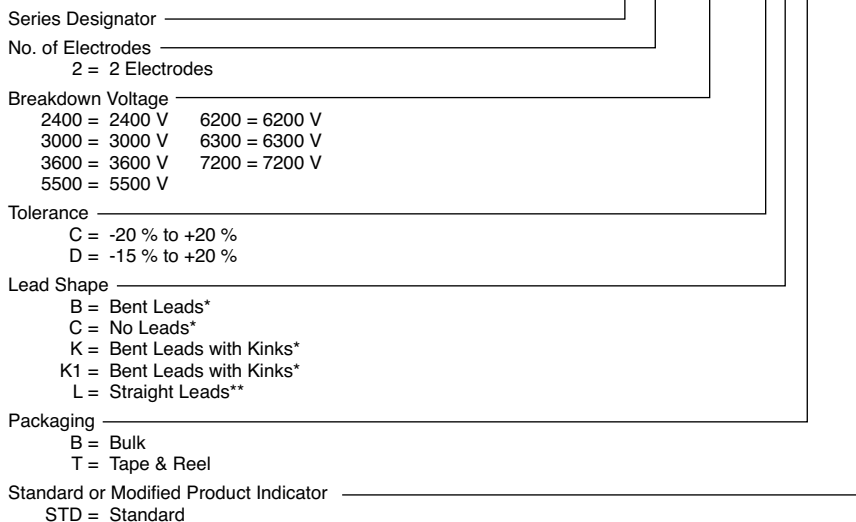 Series Designator
No. of Electrodes
2 = 2 Electrodes
Breakdown Voltage
2400 = 2400 V 6200 = 6200 V
3000 = 3000 V 6300 = 6300 V
3600 = 3600 V 7200 = 7200 V
5500 = 5500 V
Tolerance
C = -20 % to +20 %
D = -15 % to +20 %
Lead Shape
B = Bent Leads*
C = No Leads*
K = Bent Leads with Kinks*
K1 = Bent Leads with Kinks*
L = Straight Leads**
Packaging
B = Bulk
T = Tape & Reel
Standard or Modified Product Indicator
STD = Standard